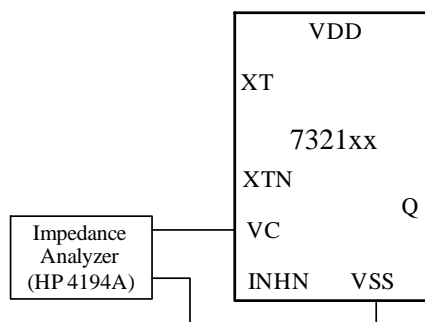 VDD
XT
7321xx
XTN
Q
VC
INHN VSS
Impedance
Analyzer
(HP 4194A)